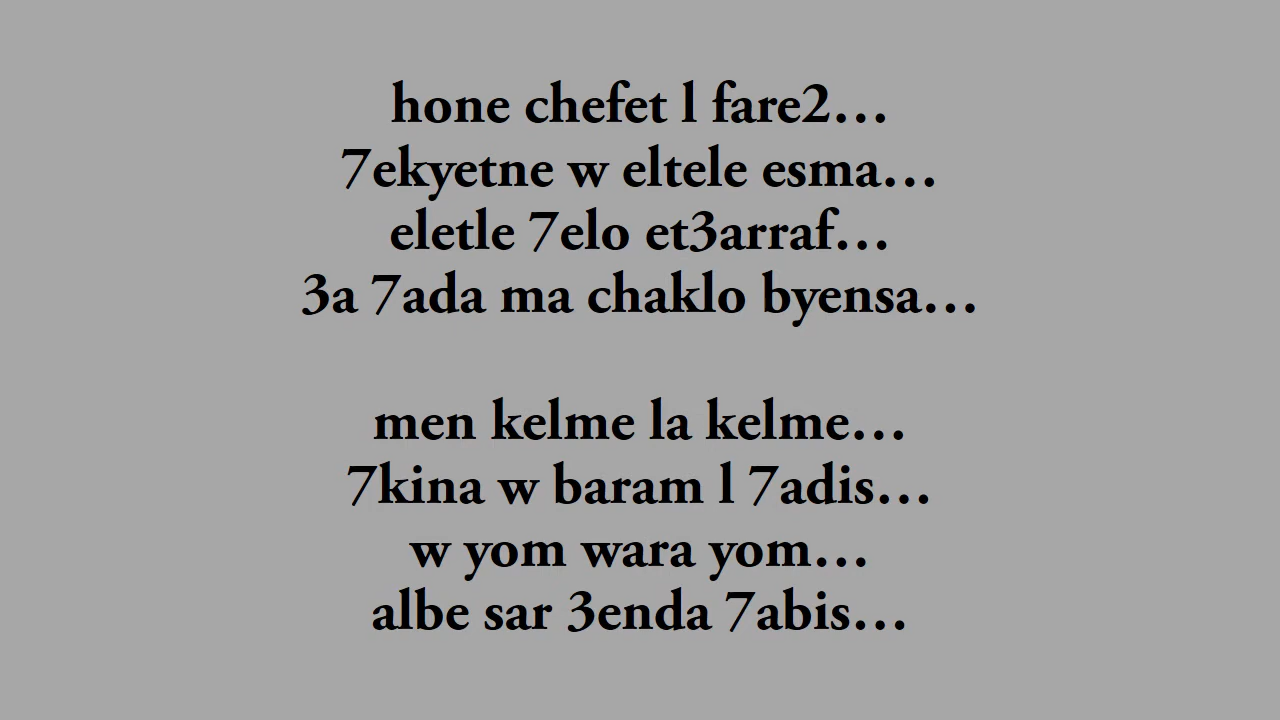 hone chefet l fare2…
7ekyetne w eltele esma…
eletle 7elo et3arraf…
3a 7ada ma chaklo byensa…
men kelme la kelme…
7kina w baram l 7adis…
w yom wara yom…
albe sar 3enda 7abis…